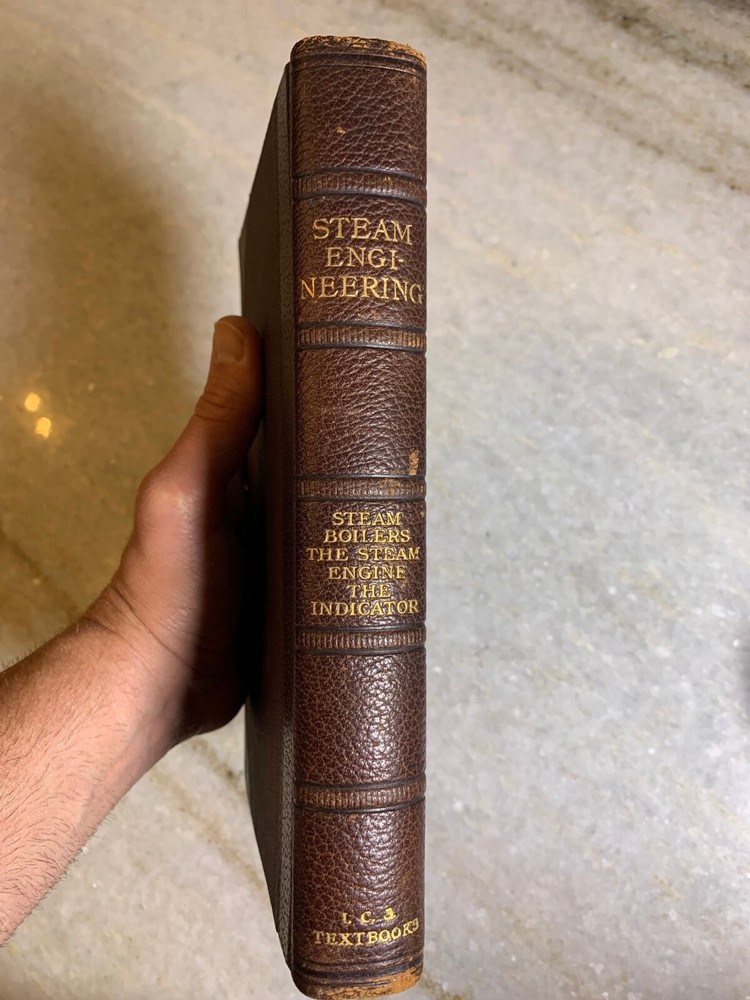 STEAM
ENGI-
NEERING
STEAM
BOILERS
THE STEAM
ENGINE
THE
INDICATOR
I. C. S.
TEXTBOOKS